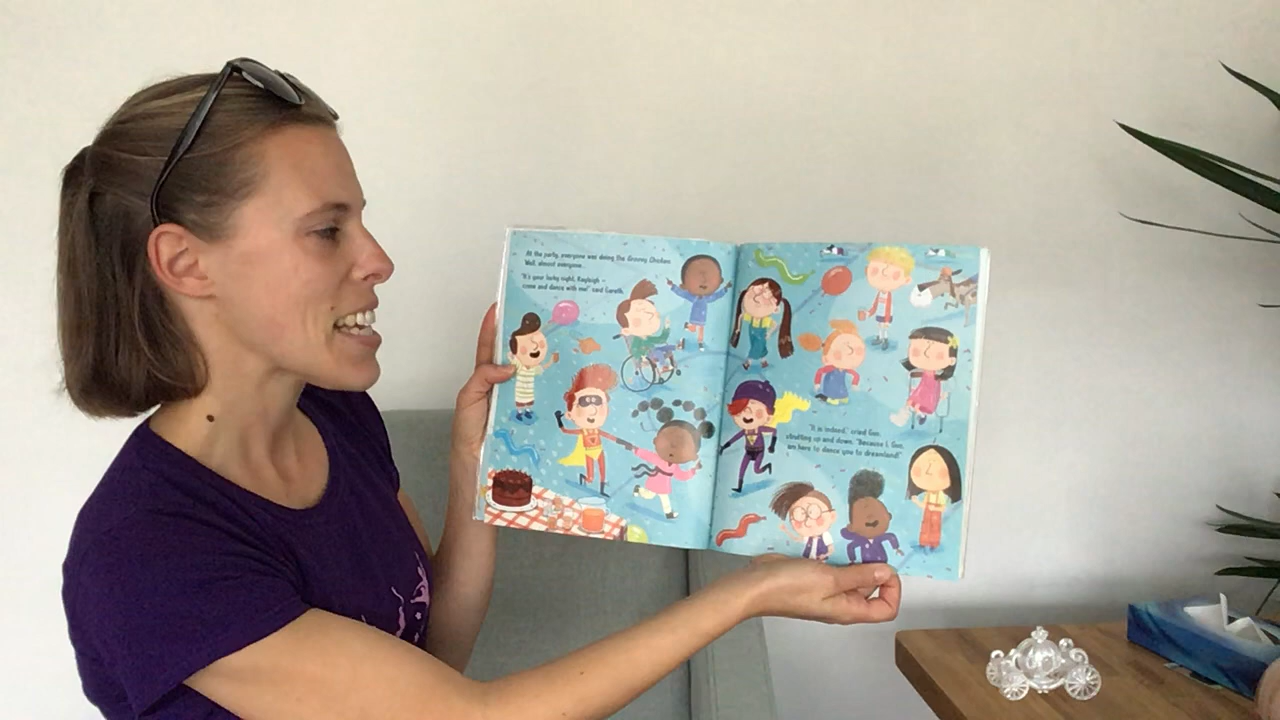 At the party, everyone was doing the Groovy Chicken.
Well, almost everyone...
"It's your lucky night, Kayleigh –
come and dance with me!" said Gareth.
"It is indeed," cried Gus,
strutting up and down. "Because I, Gus,
am here to dance you to dreamland!"